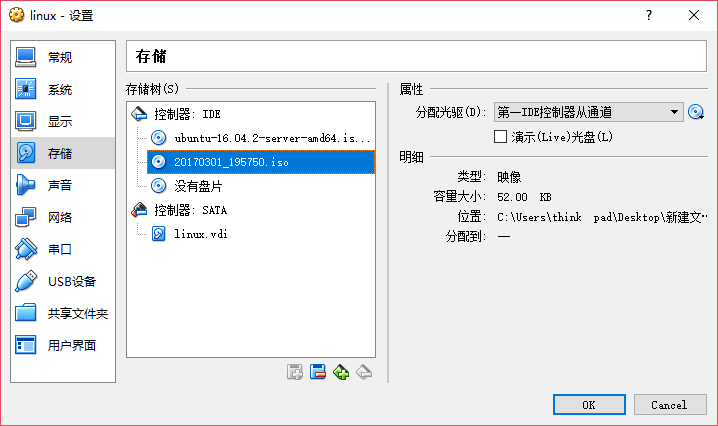 linux - 设置
常规
系统
显示
存储
声音
网络
串口
USB设备
共享文件夹
用户界面
存储
存储树(S)
控制器: IDE
ubuntu-16.04.2-server-amd64.is...
20170301_195750.iso
没有盘片
控制器: SATA
linux.vdi
属性
分配光驱(D): 第一IDE控制器从通道
演示(Live)光盘(L)
明细
类型: 映像
容量大小: 52.00 KB
位置: C:\Users\think pad\Desktop\新建文…
分配到: —
OK
Cancel